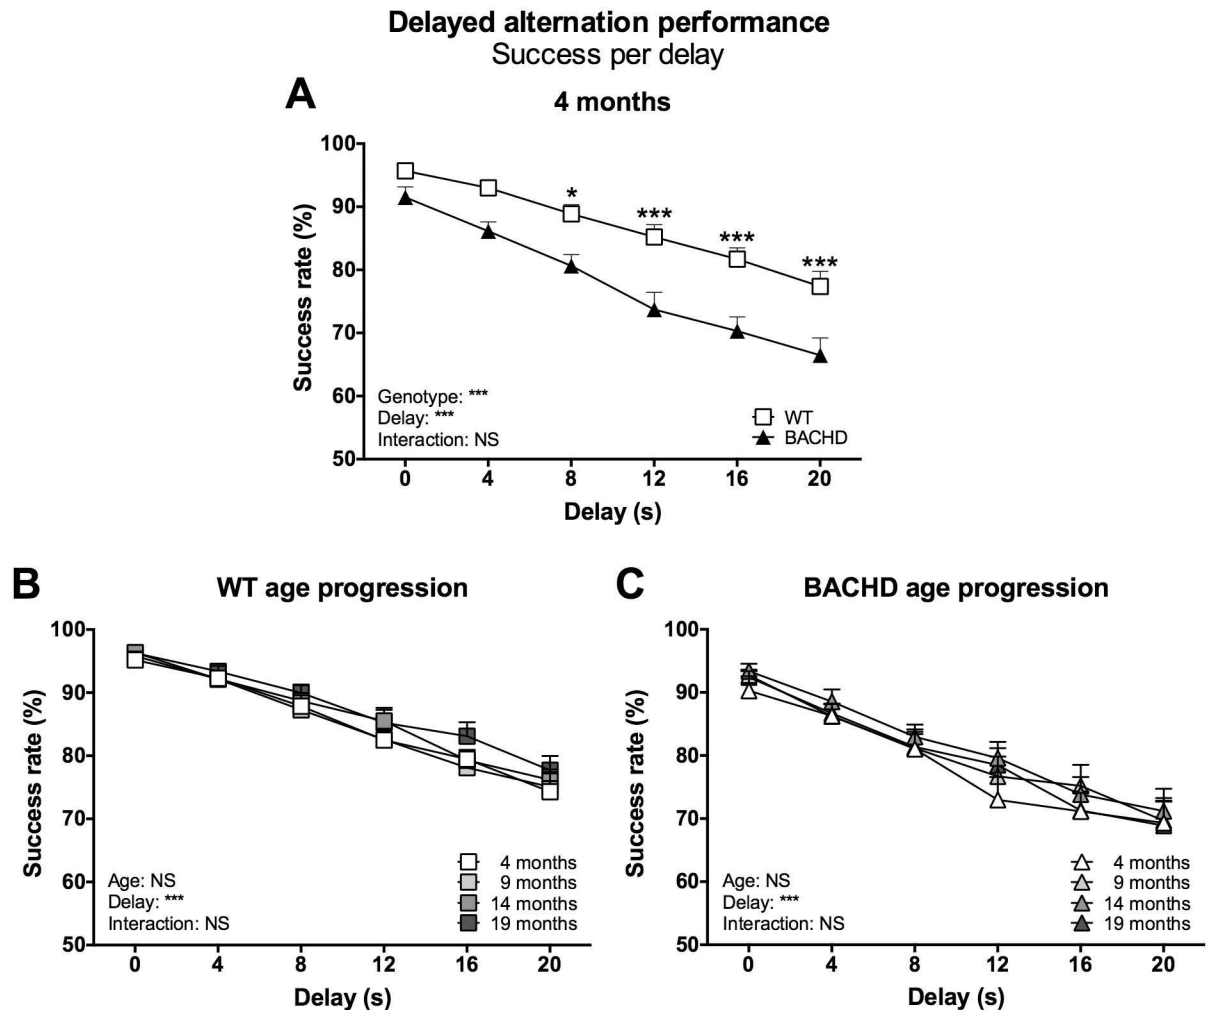 Delayed alternation performance
Success per delay
A
4 months
100
90
80
70
60
50
Success rate (%)
*
***
***
***
Genotype: ***
Delay: ***
Interaction: NS
WT
BACHD
0 4 8 12 16 20
Delay (s)
B
WT age progression
100
90
80
70
60
50
Success rate (%)
Age: NS
Delay: ***
Interaction: NS
4 months
9 months
14 months
19 months
0 4 8 12 16 20
Delay (s)
C
BACHD age progression
100
90
80
70
60
50
Success rate (%)
Age: NS
Delay: ***
Interaction: NS
4 months
9 months
14 months
19 months
0 4 8 12 16 20
Delay (s)